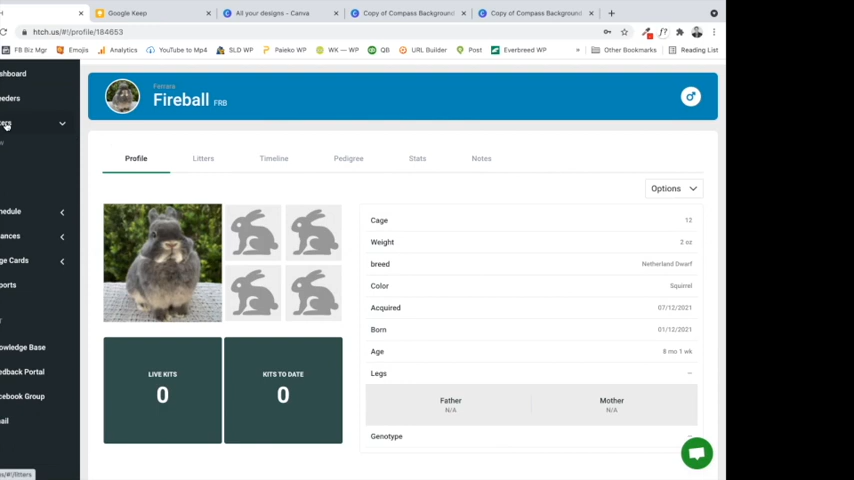 Google Keep
All your designs - Canva
Copy of Compass Background
Copy of Compass Background
htch.us/#!/profile/184653
FB Biz Mgr
Emojis
Analytics
YouTube to Mp4
SLD WP
Paieko WP
WK — WP
QB
URL Builder
Post
Everbreed WP
»
Other Bookmarks
Reading List
shboard
eeders
ters
w
hedule
ances
ge Cards
ports
T
owledge Base
edback Portal
cebook Group
ail
us/#!/litters
Ferrara
Fireball FRB
Profile
Litters
Timeline
Pedigree
Stats
Notes
Options
Cage 12
Weight 2 oz
breed Netherland Dwarf
Color Squirrel
Acquired 07/12/2021
Born 01/12/2021
Age 8 mo 1 wk
Legs –
Father
N/A
Mother
N/A
Genotype
LIVE KITS
0
KITS TO DATE
0